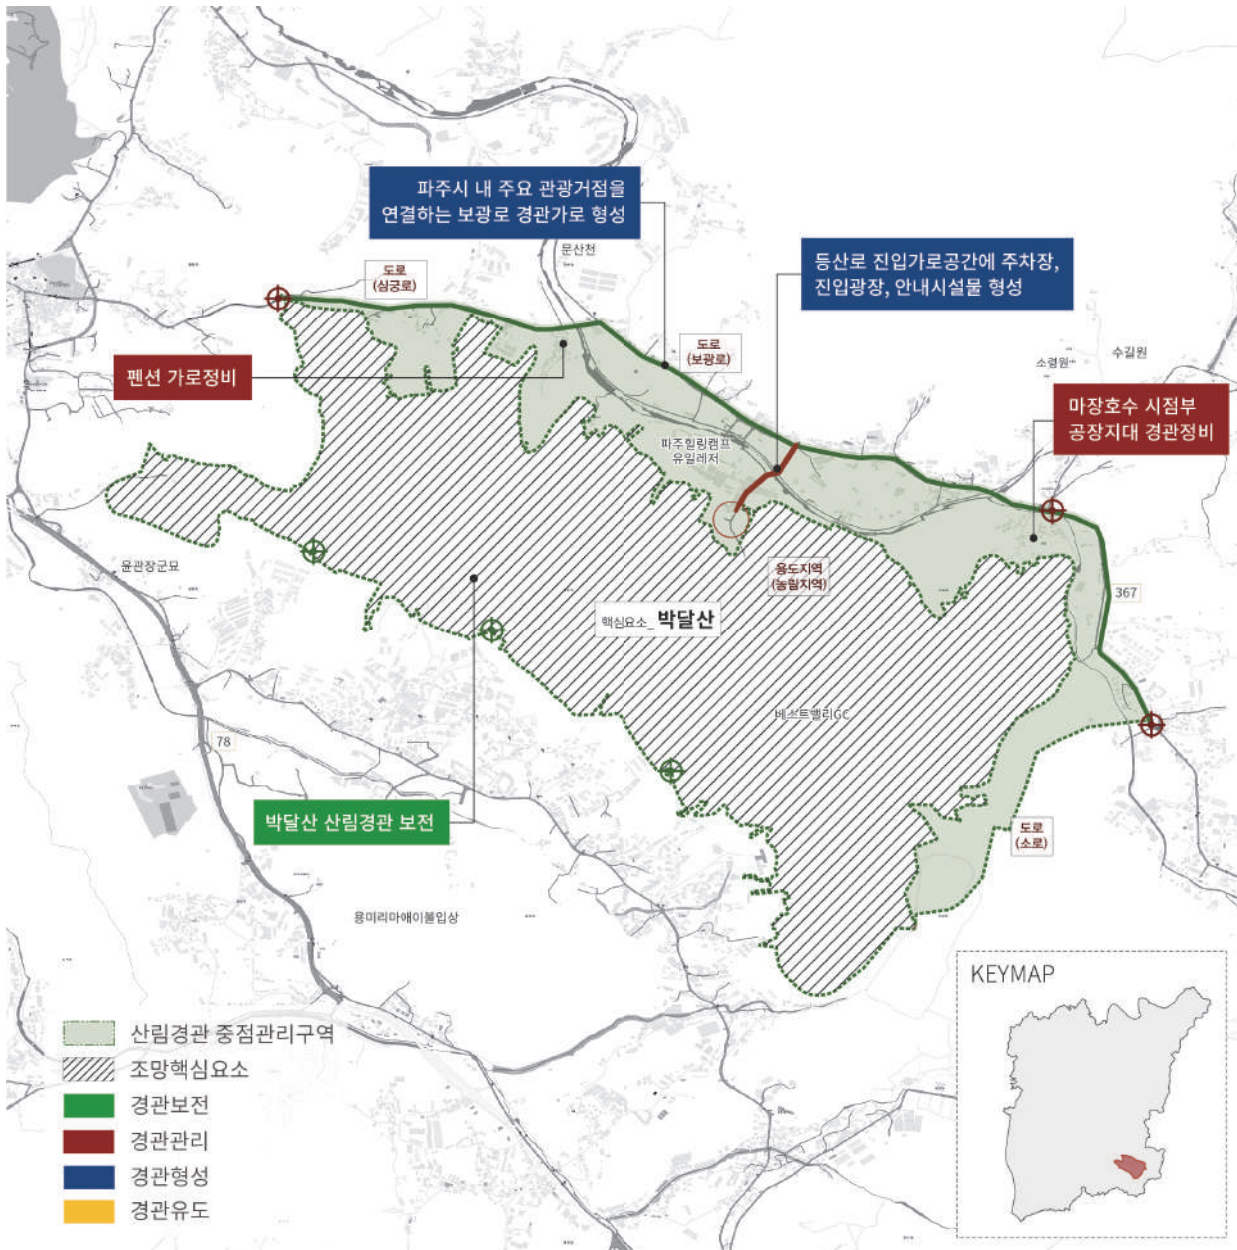 파주시 내 주요 관광거점을
연결하는 보광로 경관가로 형성
문산천
등산로 진입가로공간에 주차장,
진입광장, 안내시설물 형성
도로
(삼궁로)
도로
(보광로)
소령원
수길원
펜션 가로정비
마장호수 시점부
공장지대 경관정비
파주힐링캠프
유일레저
윤관장군묘
용도지역
(농림지역)
367
핵심요소_ 박달산
베스트밸리GC
78
박달산 산림경관 보전
도로
(소로)
용미리마애이불입상
KEYMAP
산림경관 중점관리구역
조망핵심요소
경관보전
경관관리
경관형성
경관유도